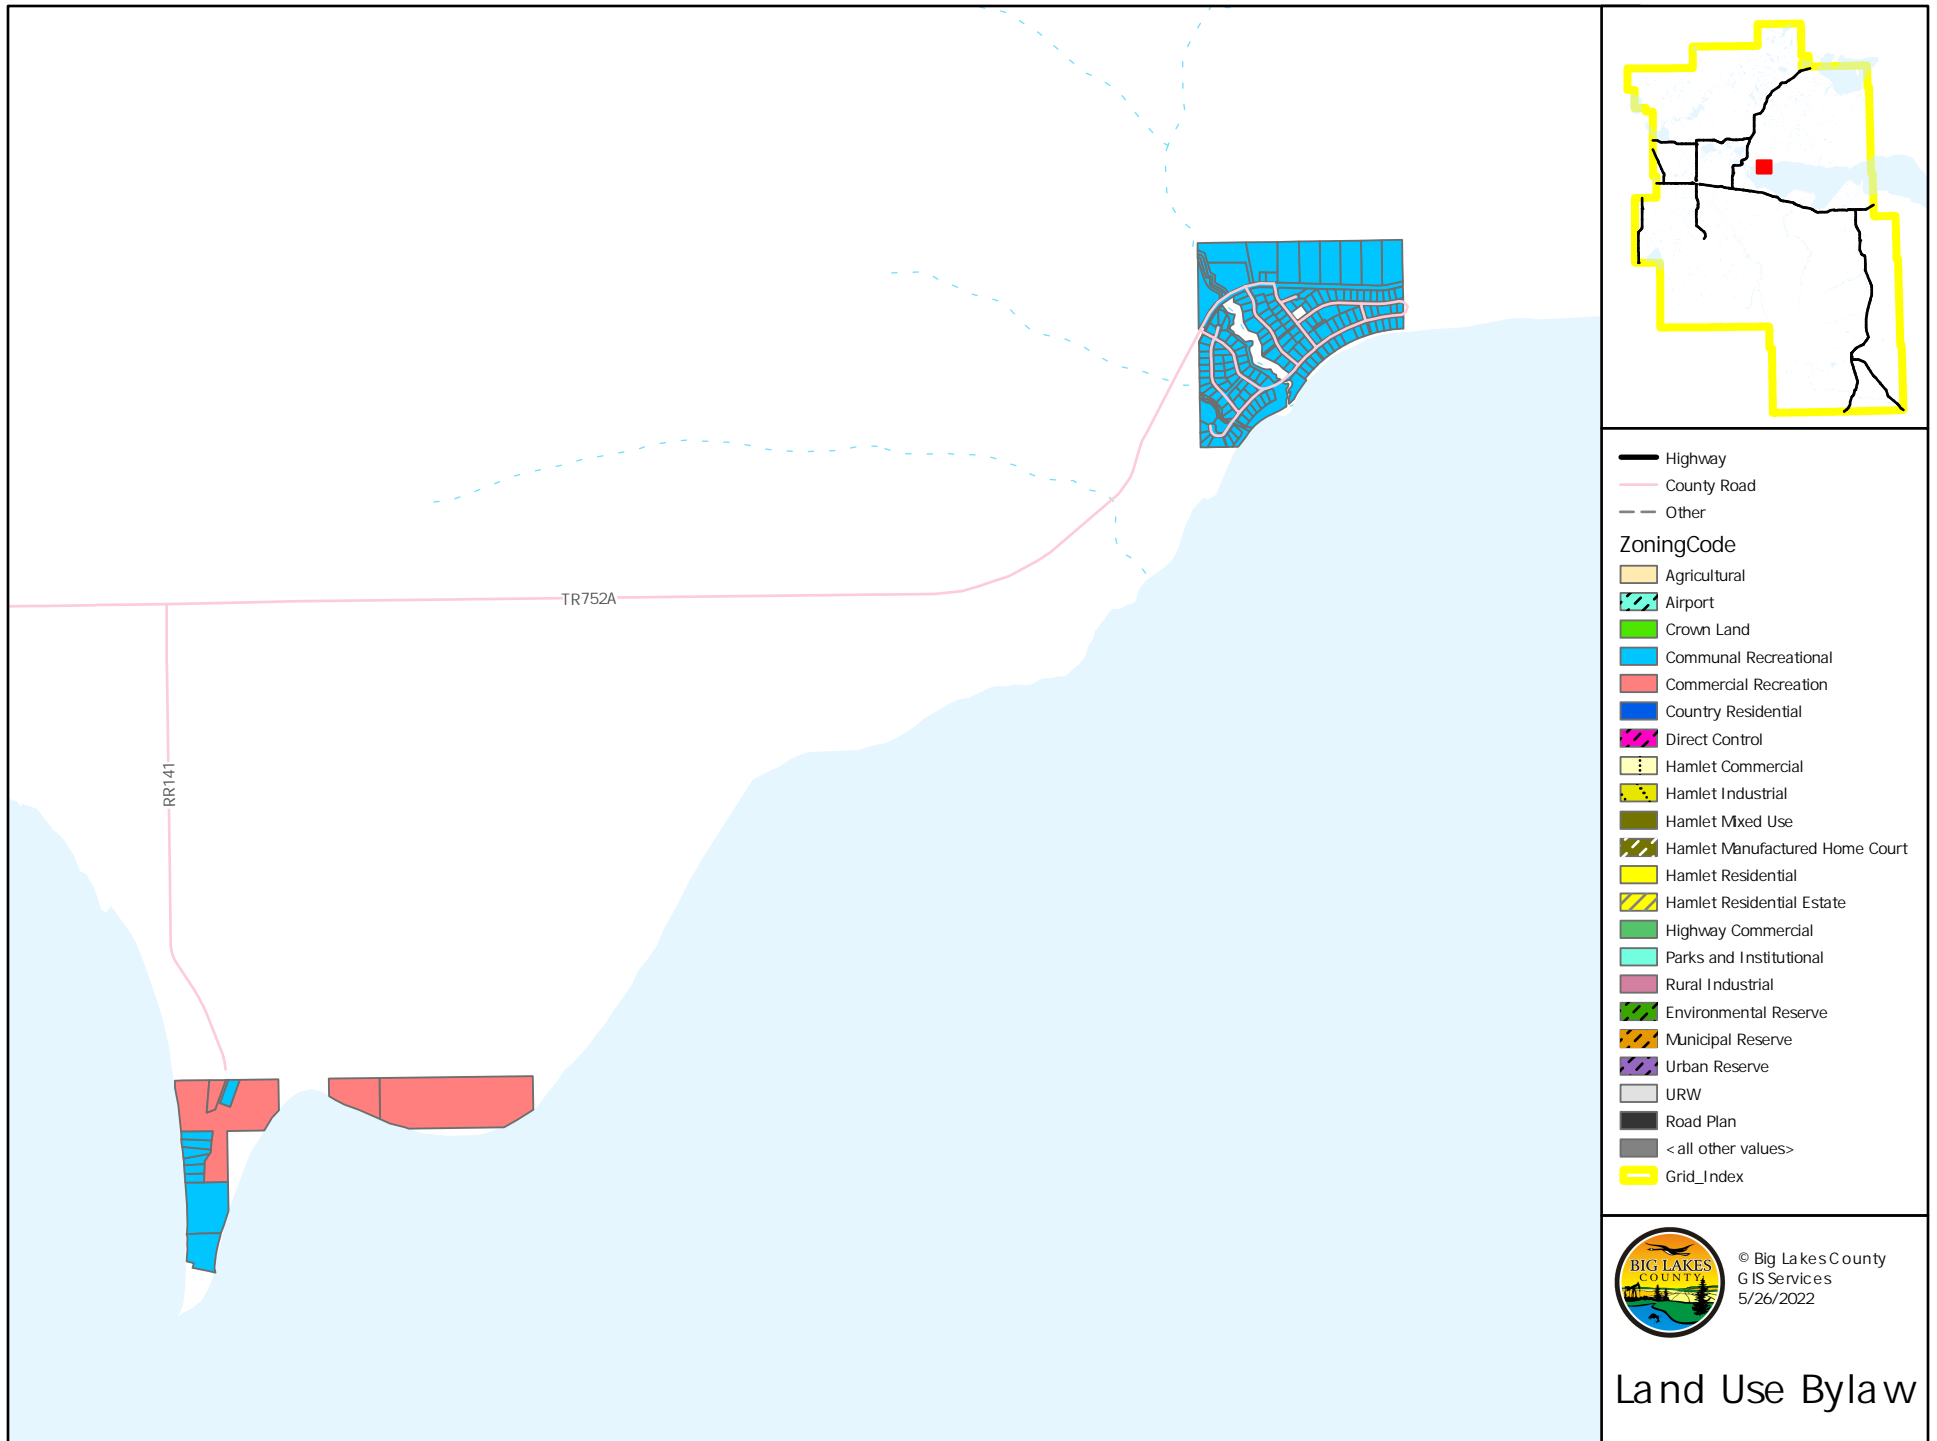 TR752A
RR141
Highway
County Road
Other
ZoningCode
Agricultural
Airport
Crown Land
Communal Recreational
Commercial Recreation
Country Residential
Direct Control
Hamlet Commercial
Hamlet Industrial
Hamlet Mixed Use
Hamlet Manufactured Home Court
Hamlet Residential
Hamlet Residential Estate
Highway Commercial
Parks and Institutional
Rural Industrial
Environmental Reserve
Municipal Reserve
Urban Reserve
URW
Road Plan
<all other values>
Grid_Index
BIG LAKES
COUNTY
© Big Lakes County
GIS Services
5/26/2022
Land Use Bylaw